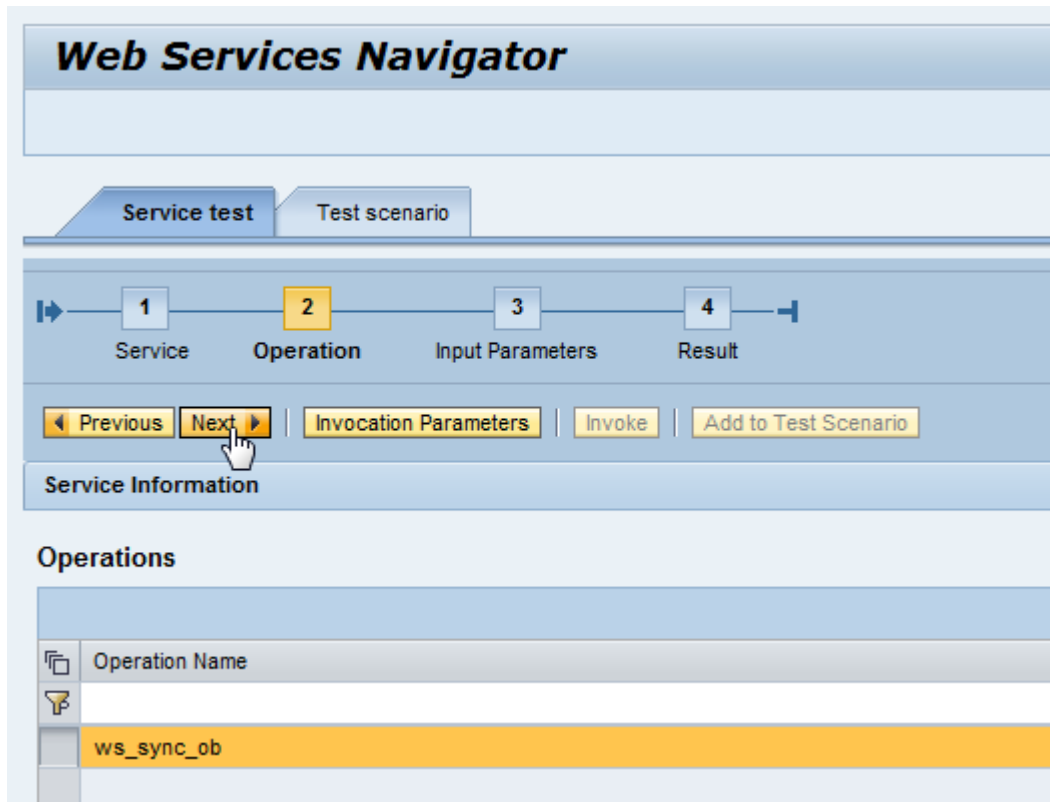 Web Services Navigator
Service test Test scenario
1 2 3 4
Service Operation Input Parameters Result
Previous Next Invocation Parameters Invoke Add to Test Scenario
Service Information
Operations
Operation Name
ws_sync_ob